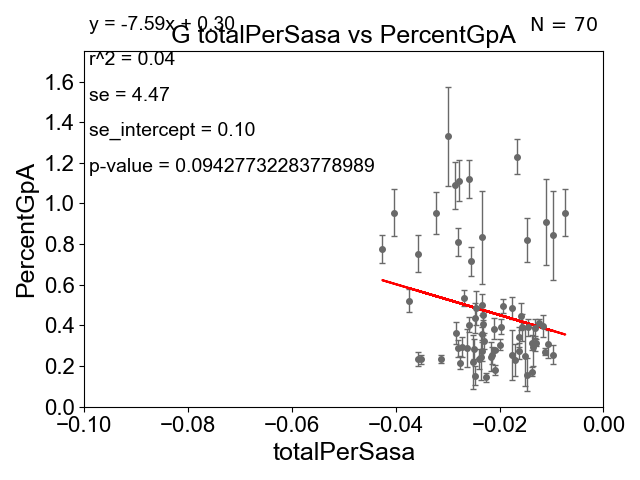 y = -7.59x + 0.30
N = 70
G totalPerSasa vs PercentGpA
r^2 = 0.04
se = 4.47
se_intercept = 0.10
p-value = 0.09427732283778989
PercentGpA
1.6
1.4
1.2
1.0
0.8
0.6
0.4
0.2
0.0
−0.10
−0.08
−0.06
−0.04
−0.02
0.00
totalPerSasa